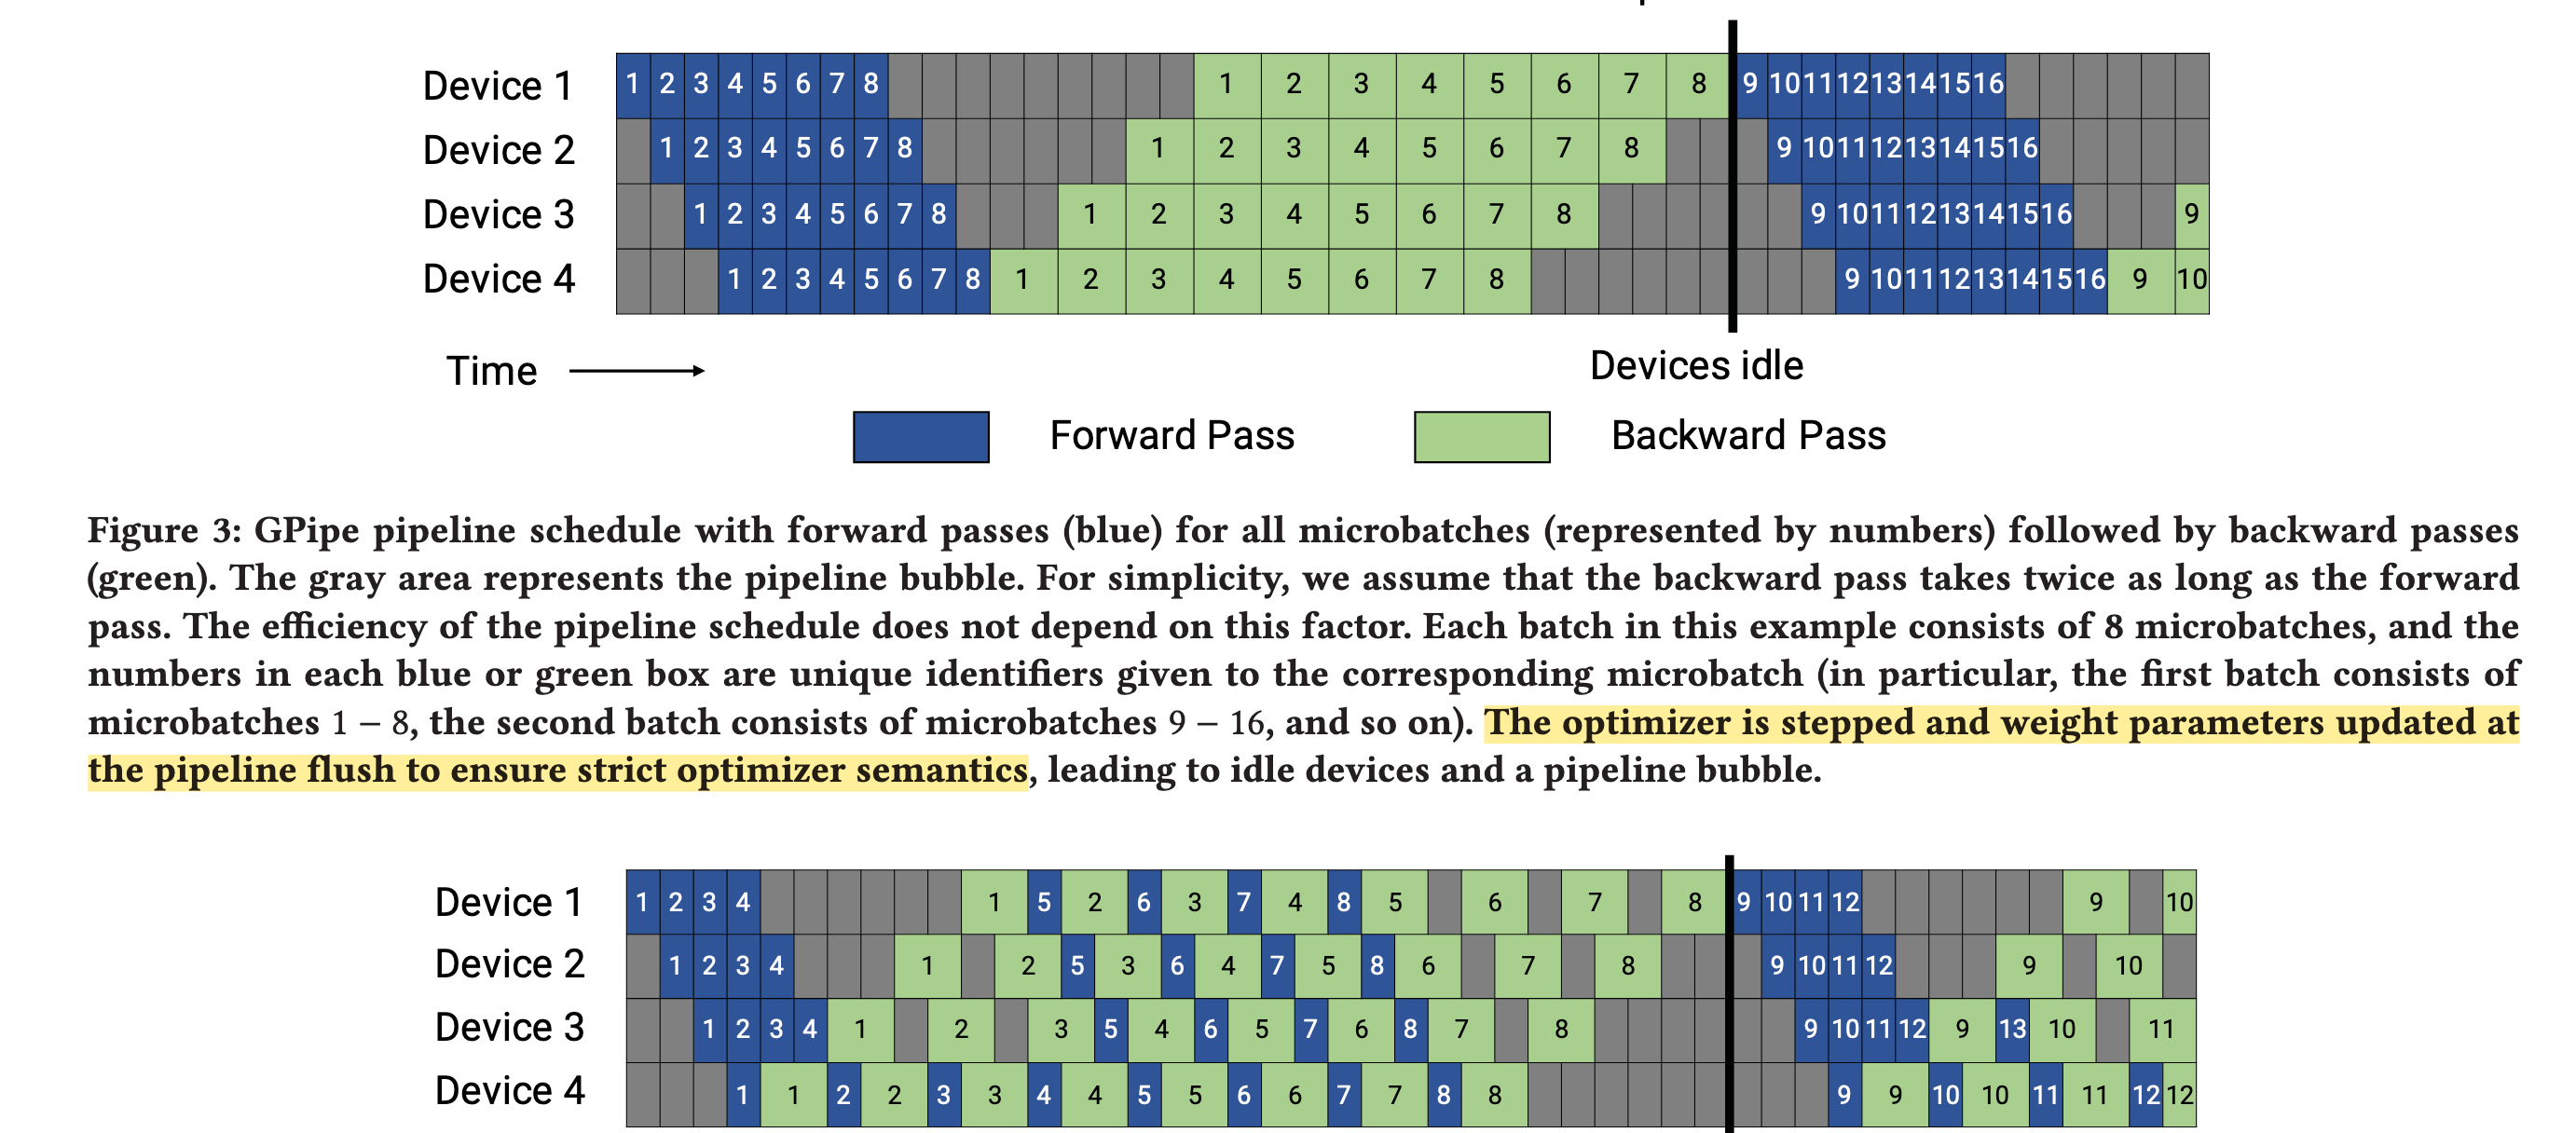 Device 1 1 2 3 4 5 6 7 8 1 2 3 4 5 6 7 8 9 10 11 12 13 14 15 16
Device 2 1 2 3 4 5 6 7 8 1 2 3 4 5 6 7 8 9 10 11 12 13 14 15 16
Device 3 1 2 3 4 5 6 7 8 1 2 3 4 5 6 7 8 9 10 11 12 13 14 15 16 9
Device 4 1 2 3 4 5 6 7 8 1 2 3 4 5 6 7 8 9 10 11 12 13 14 15 16 9 10
Time Devices idle
Forward Pass Backward Pass
Figure 3: GPipe pipeline schedule with forward passes (blue) for all microbatches (represented by numbers) followed by backward passes
(green). The gray area represents the pipeline bubble. For simplicity, we assume that the backward pass takes twice as long as the forward
pass. The efficiency of the pipeline schedule does not depend on this factor. Each batch in this example consists of 8 microbatches, and the
numbers in each blue or green box are unique identifiers given to the corresponding microbatch (in particular, the first batch consists of
microbatches 1 – 8, the second batch consists of microbatches 9 – 16, and so on). The optimizer is stepped and weight parameters updated at
the pipeline flush to ensure strict optimizer semantics, leading to idle devices and a pipeline bubble.
Device 1 1 2 3 4 1 5 2 6 3 7 4 8 5 6 7 8 9 10 11 12 9 10
Device 2 1 2 3 4 1 2 5 3 6 4 7 5 8 6 7 8 9 10 11 12 9 10
Device 3 1 2 3 4 1 2 3 5 4 6 5 7 6 8 7 8 9 10 11 12 9 13 10 11
Device 4 1 1 2 2 3 3 4 4 5 5 6 6 7 7 8 8 9 9 10 10 11 11 12 12